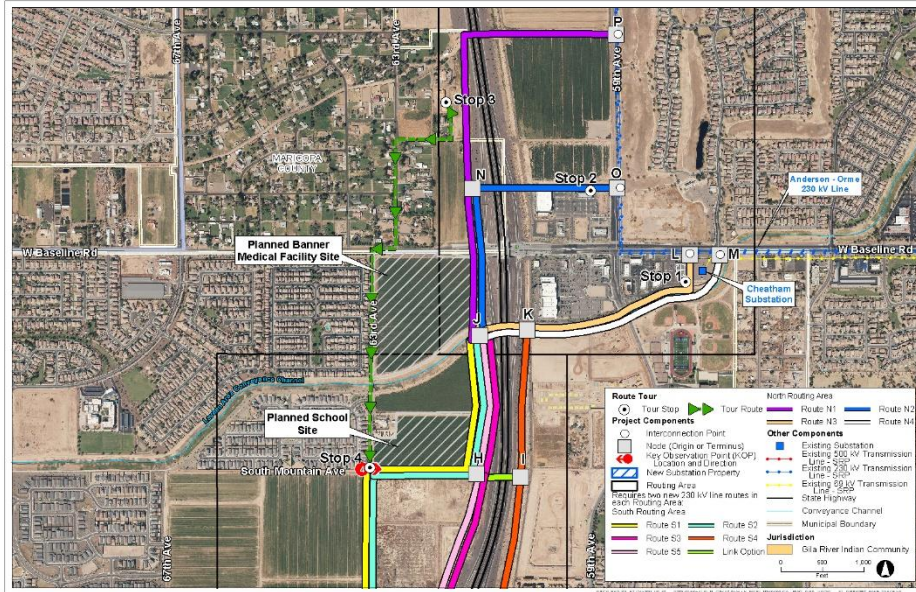 67th Ave
63rd Ave
59th Ave
P
Stop 3
MARICOPA
COUNTY
N
Stop 2
O
Anderson - Orme
230 kV Line
W Baseline Rd
Planned Banner
Medical Facility Site
L
M
W Baseline Rd
Stop 1
Cheatham
Substation
63rd Ave
J
K
Conveyance Channel
Planned School
Site
Stop 4
4
South Mountain Ave
H
I
67th Ave
59th Ave
Route Tour
Tour Stop
Tour Route
Project Components
Interconnection Point
Node (Origin or Terminus)
Key Observation Point (KOP)
Location and Direction
New Substation Property
Routing Area
Requires two new 230 kV line routes in
each Routing Area:
South Routing Area
Route S1
Route S2
Route S3
Route S4
Route S5
Link Option
North Routing Area
Route N1
Route N2
Route N3
Route N4
Other Components
Existing Substation
Existing 500 kV Transmission
Line - SRP
Existing 230 kV Transmission
Line - SRP
Existing 69 kV Transmission
Line - SRP
State Highway
Conveyance Channel
Municipal Boundary
Jurisdiction
Gila River Indian Community
0 500 1,000
Feet